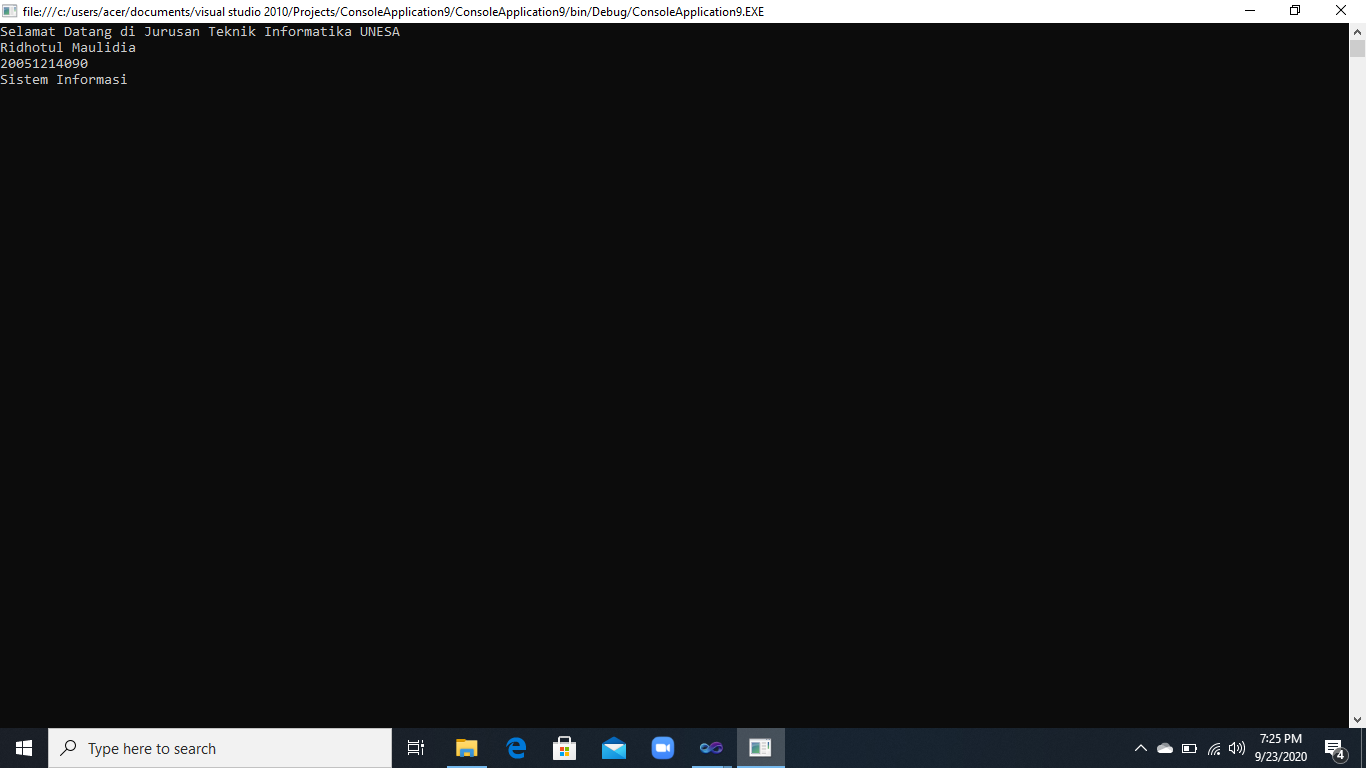 file:///c:/users/acer/documents/visual studio 2010/Projects/ConsoleApplication9/ConsoleApplication9/bin/Debug/ConsoleApplication9.EXE
Selamat Datang di Jurusan Teknik Informatika UNESA
Ridhotul Maulidia
20051214090
Sistem Informasi
Type here to search
7:25 PM
9/23/2020
4